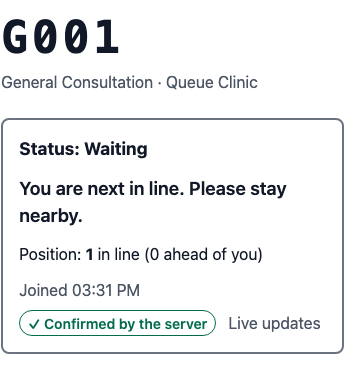 G001
General Consultation · Queue Clinic
Status: Waiting
You are next in line. Please stay
nearby.
Position: 1 in line (0 ahead of you)
Joined 03:31 PM
✓ Confirmed by the server Live updates